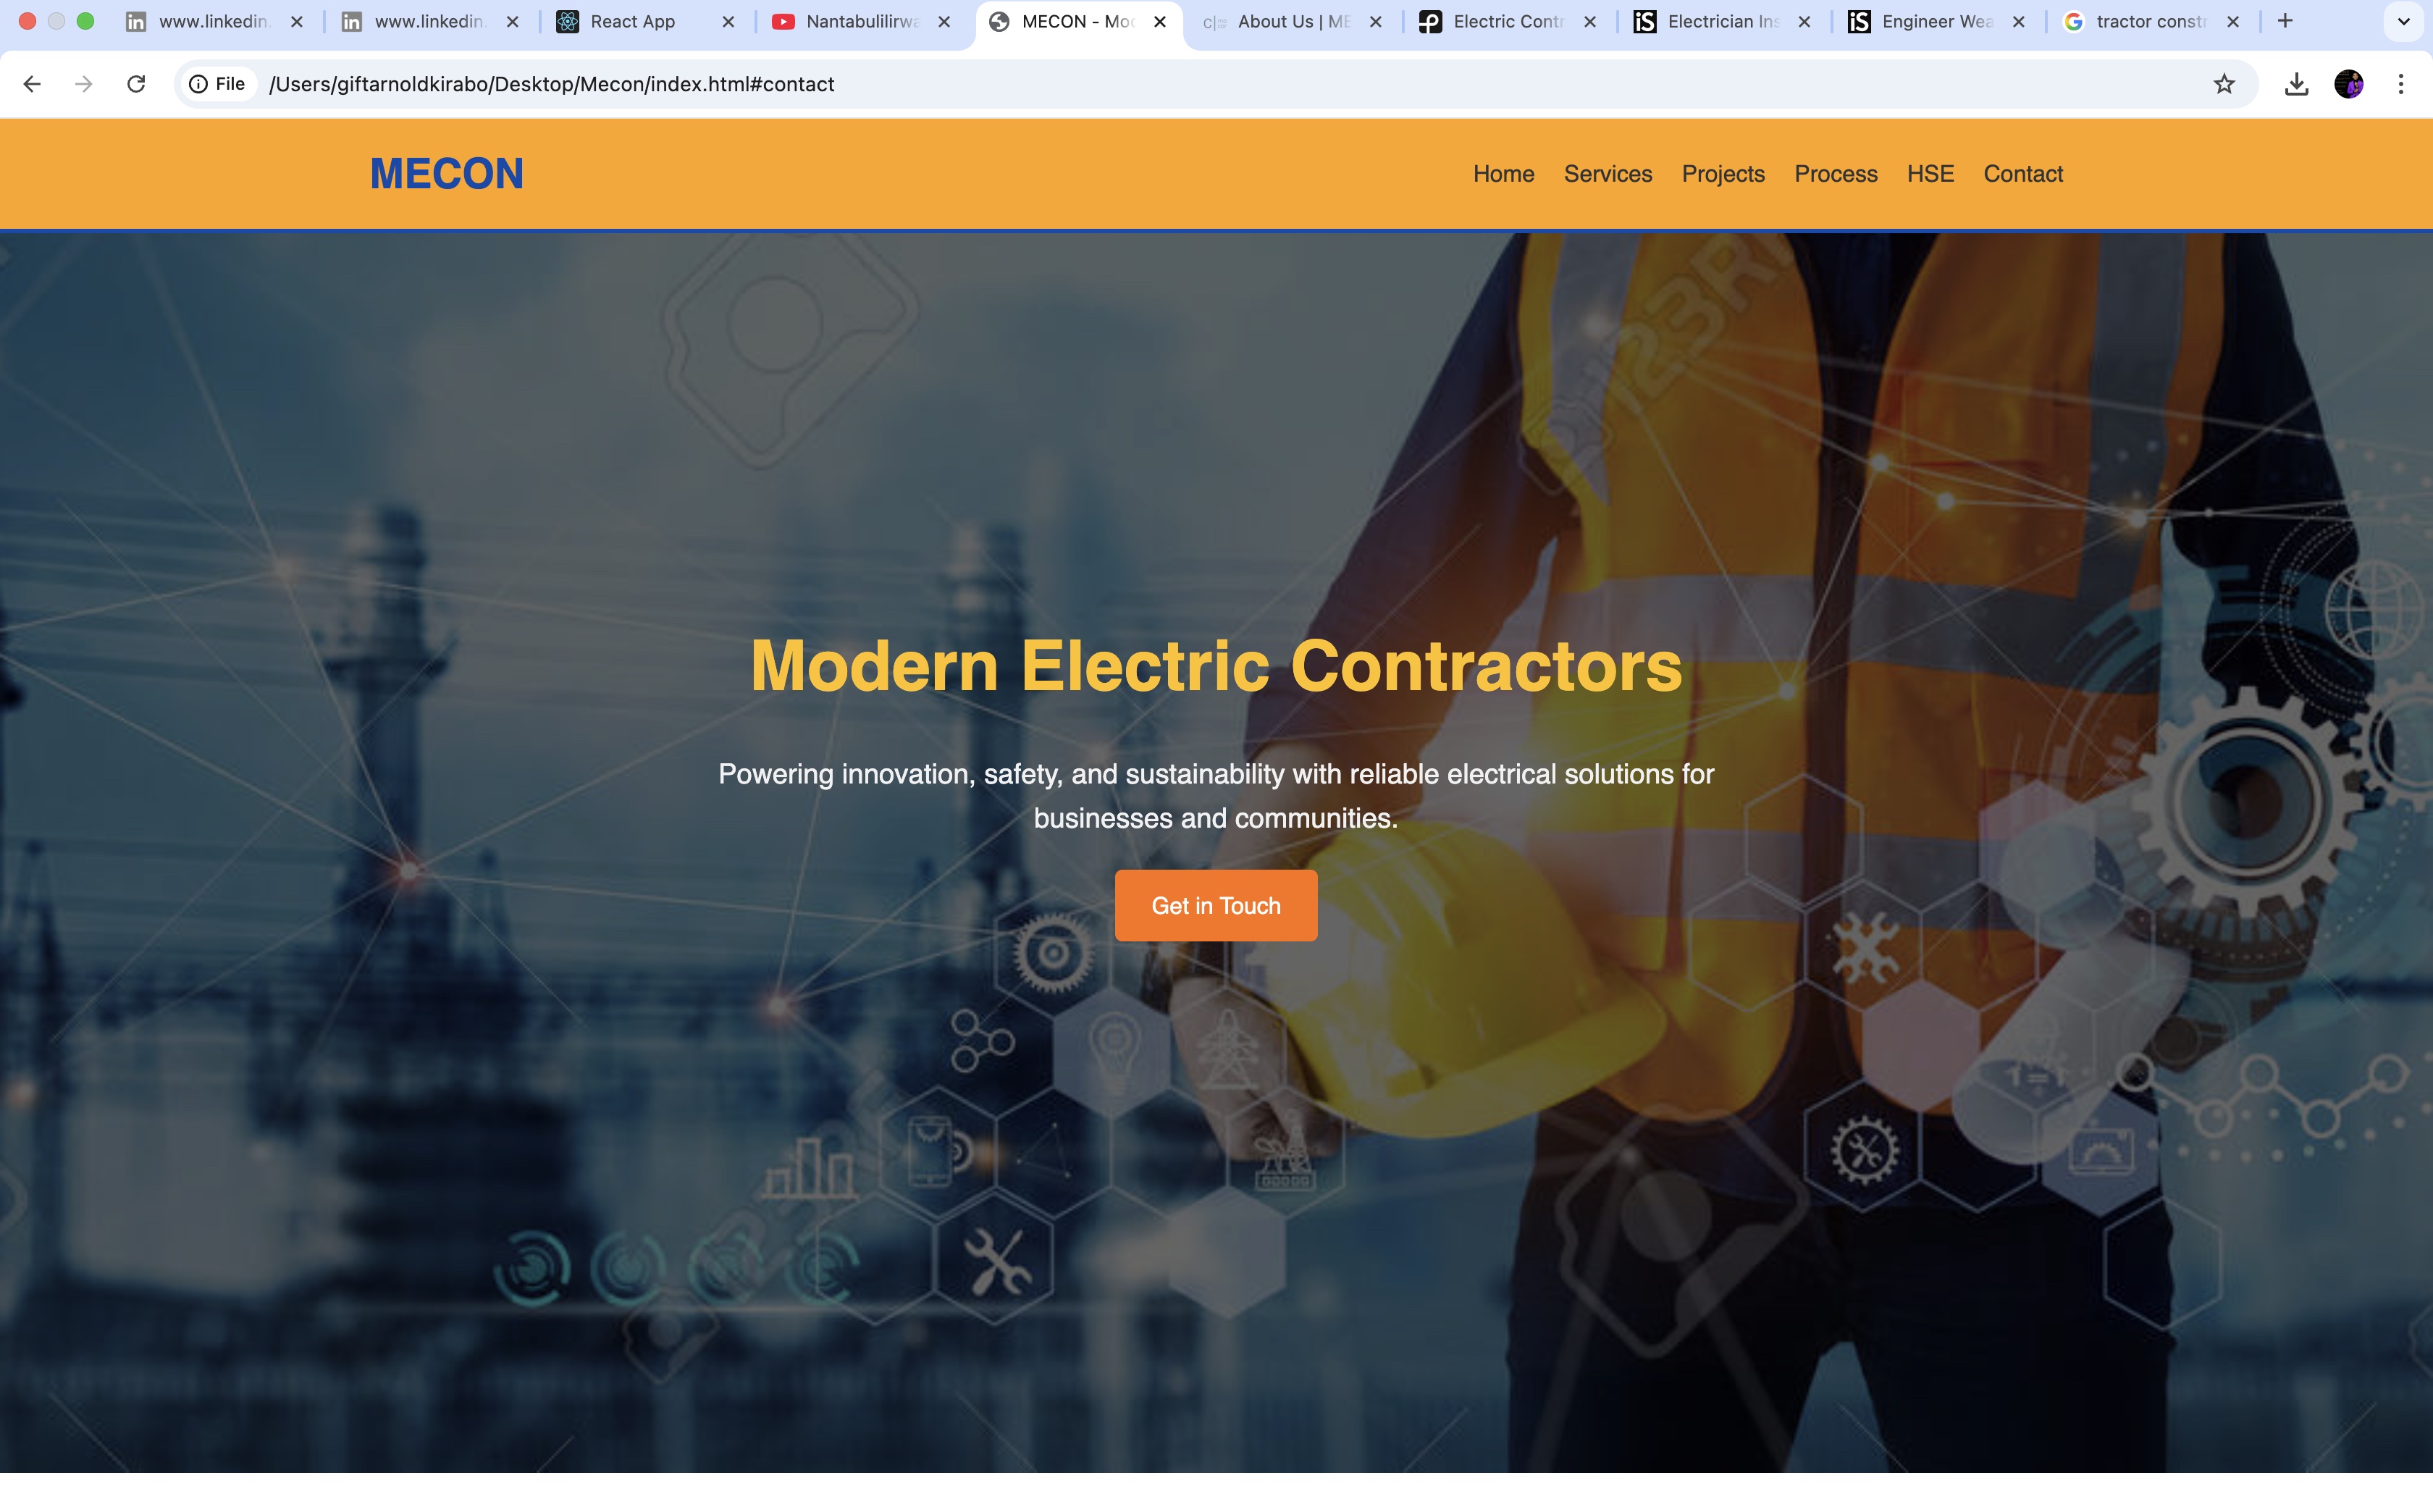 www.linkedin.
www.linkedin.
React App
Nantabulilirwa
MECON - Mod
About Us | ME
Electric Contr
Electrician Ins
Engineer Wea
tractor constr
File /Users/giftarnoldkirabo/Desktop/Mecon/index.html#contact
MECON
Home Services Projects Process HSE Contact
Modern Electric Contractors
Powering innovation, safety, and sustainability with reliable electrical solutions for
businesses and communities.
Get in Touch